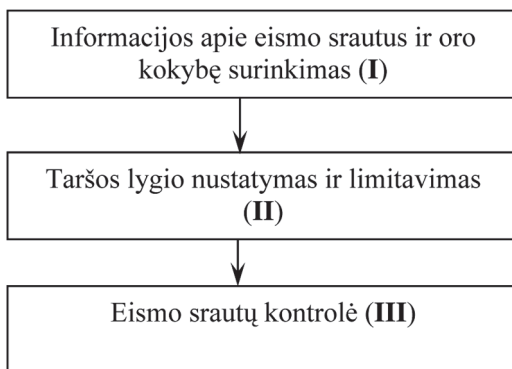 Informacijos apie eismo srautus ir oro
kokybę surinkimas (I)
Taršos lygio nustatymas ir limitavimas
(II)
Eismo srautų kontrolė (III)